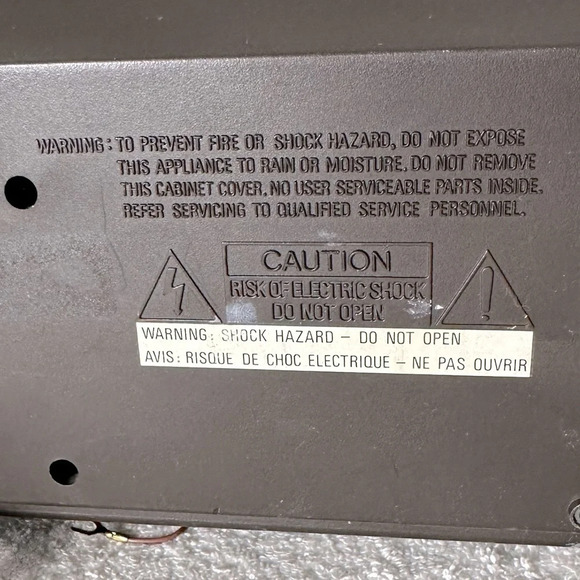 WARNING: TO PREVENT FIRE OR SHOCK HAZARD, DO NOT EXPOSE
THIS APPLIANCE TO RAIN OR MOISTURE. DO NOT REMOVE
THIS CABINET COVER. NO USER SERVICEABLE PARTS INSIDE.
REFER SERVICING TO QUALIFIED SERVICE PERSONNEL.
CAUTION
RISK OF ELECTRIC SHOCK
DO NOT OPEN
WARNING: SHOCK HAZARD – DO NOT OPEN
AVIS: RISQUE DE CHOC ELECTRIQUE – NE PAS OUVRIR